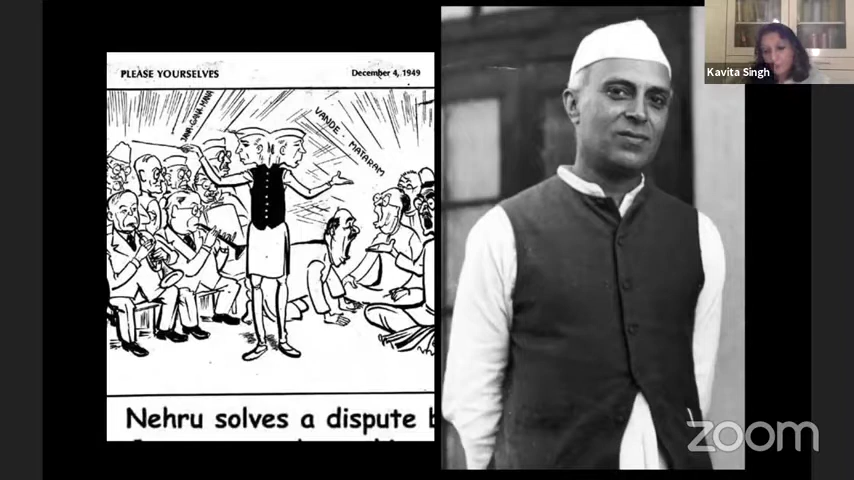 PLEASE YOURSELVES
December 4, 1949
JANA-GANA-MANA
VANDE-MATARAM
Nehru solves a dispute
Kavita Singh
zoom